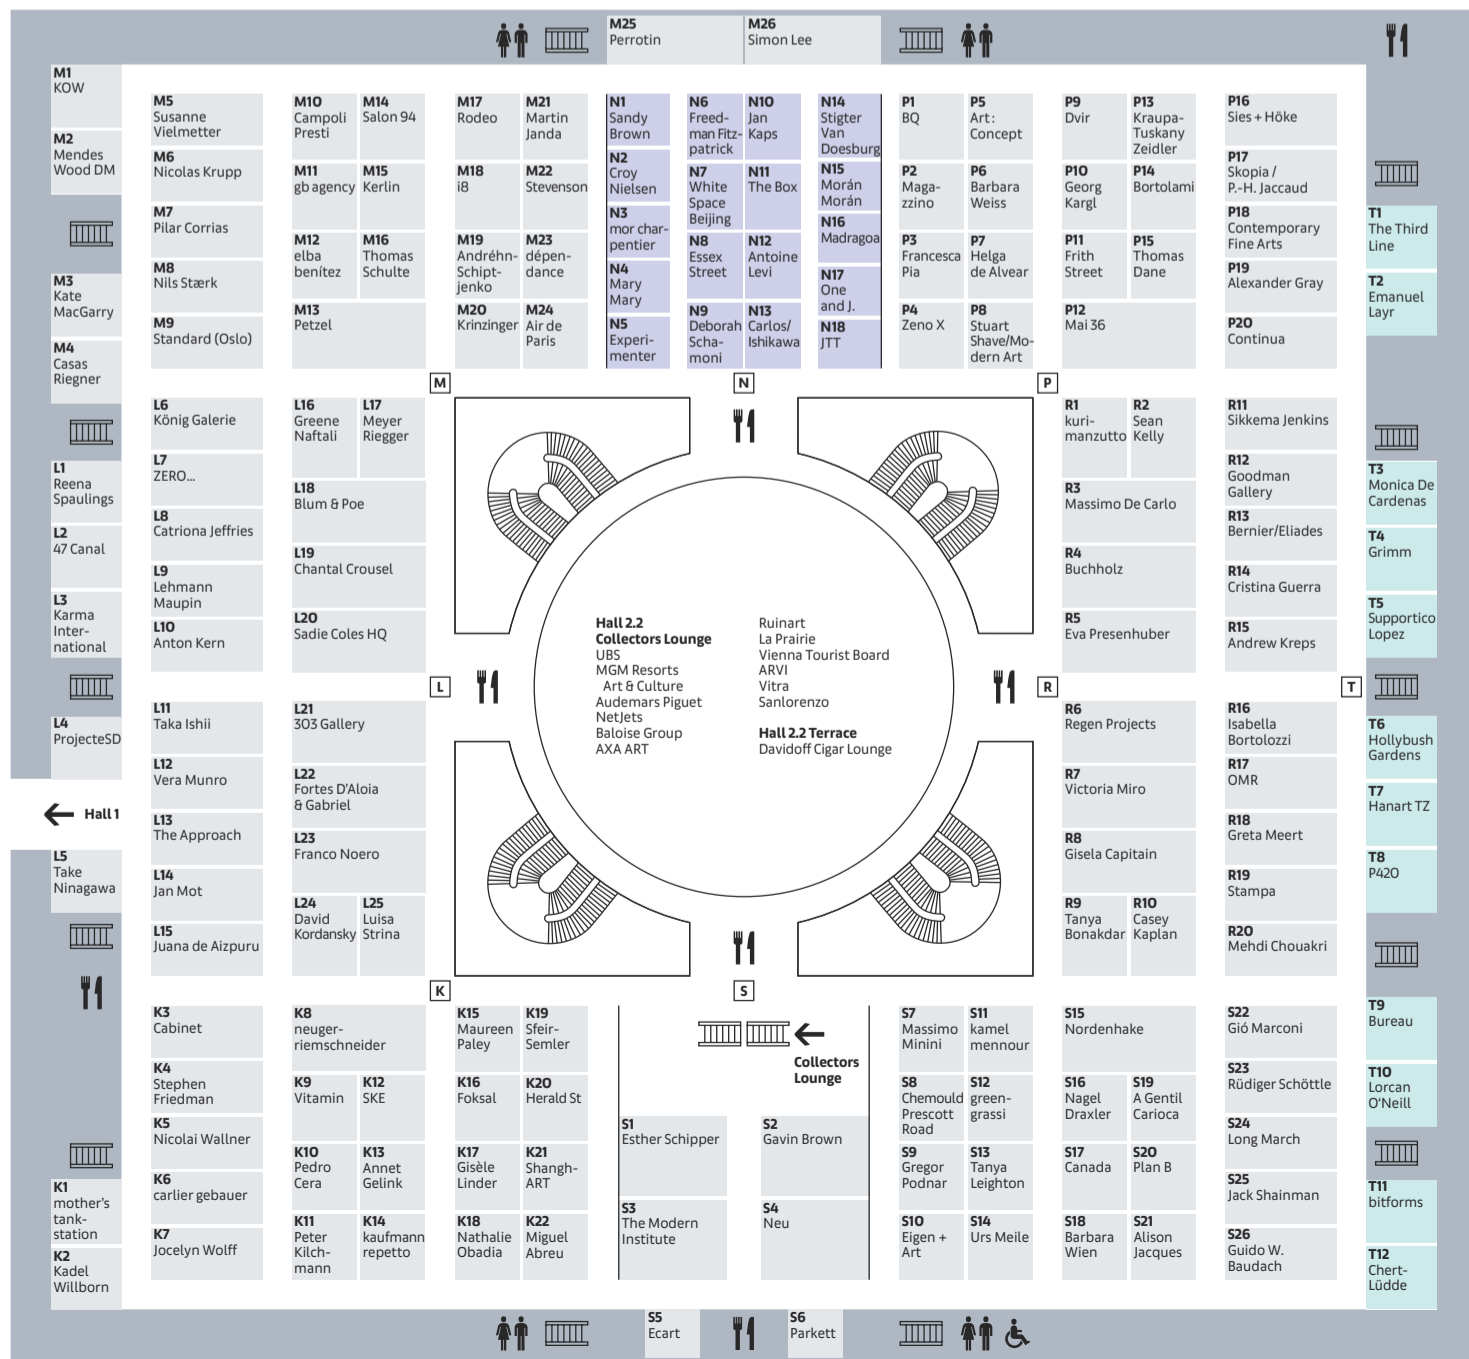 M25
Perrotin
M26
Simon Lee
M1
KOW
M2
Mendes
Wood DM
M3
Kate
MacGarry
M4
Casas
Riegner
L1
Reena
Spaulings
L2
47 Canal
L3
Karma
Inter-
national
L4
ProjecteSD
Hall 1
L5
Take
Ninagawa
K1
mother's
tank-
station
K2
Kadel
Willborn
M5
Susanne
Vielmetter
M6
Nicolas Krupp
M7
Pilar Corrias
M8
Nils Stærk
M9
Standard (Oslo)
M10
Campoli
Presti
M14
Salon 94
M11
gb agency
M15
Kerlin
M12
elba
benítez
M16
Thomas
Schulte
M13
Petzel
M17
Rodeo
M21
Martin
Janda
M18
i8
M22
Stevenson
M19
Andréhn-
Schipt-
jenko
M23
dépen-
dance
M20
Krinzinger
M24
Air de
Paris
N1
Sandy
Brown
N2
Croy
Nielsen
N3
mor char-
pentier
N4
Mary
Mary
N5
Experi-
menter
N6
Freed-
man Fitz-
patrick
N10
Jan
Kaps
N7
White
Space
Beijing
N11
The Box
N8
Essex
Street
N12
Antoine
Levi
N9
Deborah
Scha-
moni
N13
Carlos/
Ishikawa
N14
Stigter
Van
Doesburg
N15
Morán
Morán
N16
Madragoa
N17
One
and J.
N18
JTT
P1
BQ
P5
Art :
Concept
P2
Maga-
zzino
P6
Barbara
Weiss
P3
Francesca
Pia
P7
Helga
de Alvear
P4
Zeno X
P8
Stuart
Shave/Mo-
dern Art
P9
Dvir
P13
Kraupa-
Tuskany
Zeidler
P10
Georg
Kargl
P14
Bortolami
P11
Frith
Street
P15
Thomas
Dane
P12
Mai 36
P16
Sies + Höke
P17
Skopia /
P.-H. Jaccaud
P18
Contemporary
Fine Arts
P19
Alexander Gray
P20
Continua
T1
The Third
Line
T2
Emanuel
Layr
M
N
P
L6
König Galerie
L7
ZERO...
L8
Catriona Jeffries
L9
Lehmann
Maupin
L10
Anton Kern
L16
Greene
Naftali
L17
Meyer
Riegger
L18
Blum & Poe
L19
Chantal Crousel
L20
Sadie Coles HQ
Hall 2.2
Collectors Lounge
UBS
MGM Resorts
Art & Culture
Audemars Piguet
NetJets
Baloise Group
AXA ART
Ruinart
La Prairie
Vienna Tourist Board
ARVI
Vitra
Sanlorenzo
Hall 2.2 Terrace
Davidoff Cigar Lounge
R1
kuri-
manzutto
R2
Sean
Kelly
R3
Massimo De Carlo
R4
Buchholz
R5
Eva Presenhuber
R11
Sikkema Jenkins
R12
Goodman
Gallery
R13
Bernier/Eliades
R14
Cristina Guerra
R15
Andrew Kreps
T3
Monica De
Cardenas
T4
Grimm
T5
Supportico
Lopez
L
R
T
L11
Taka Ishii
L12
Vera Munro
L13
The Approach
L14
Jan Mot
L15
Juana de Aizpuru
L21
303 Gallery
L22
Fortes D'Aloia
& Gabriel
L23
Franco Noero
L24
David
Kordansky
L25
Luisa
Strina
R6
Regen Projects
R7
Victoria Miro
R8
Gisela Capitain
R9
Tanya
Bonakdar
R10
Casey
Kaplan
R16
Isabella
Bortolozzi
R17
OMR
R18
Greta Meert
R19
Stampa
R20
Mehdi Chouakri
T6
Hollybush
Gardens
T7
Hanart TZ
T8
P420
K
S
K3
Cabinet
K4
Stephen
Friedman
K5
Nicolai Wallner
K6
carlier gebauer
K7
Jocelyn Wolff
K8
neuger-
riemschneider
K9
Vitamin
K12
SKE
K10
Pedro
Cera
K13
Annet
Gelink
K11
Peter
Kilch-
mann
K14
kaufmann
repetto
K15
Maureen
Paley
K19
Sfeir-
Semler
K16
Foksal
K20
Herald St
K17
Gisèle
Linder
K21
Shangh-
ART
K18
Nathalie
Obadia
K22
Miguel
Abreu
Collectors
Lounge
S1
Esther Schipper
S2
Gavin Brown
S3
The Modern
Institute
S4
Neu
S7
Massimo
Minini
S11
kamel
mennour
S8
Chemould
Prescott
Road
S12
green-
grassi
S9
Gregor
Podnar
S13
Tanya
Leighton
S10
Eigen +
Art
S14
Urs Meile
S15
Nordenhake
S16
Nagel
Draxler
S19
A Gentil
Carioca
S17
Canada
S20
Plan B
S18
Barbara
Wien
S21
Alison
Jacques
S22
Gió Marconi
S23
Rüdiger Schöttle
S24
Long March
S25
Jack Shainman
S26
Guido W.
Baudach
T9
Bureau
T10
Lorcan
O'Neill
T11
bitforms
T12
Chert-
Lüdde
S5
Ecart
S6
Parkett